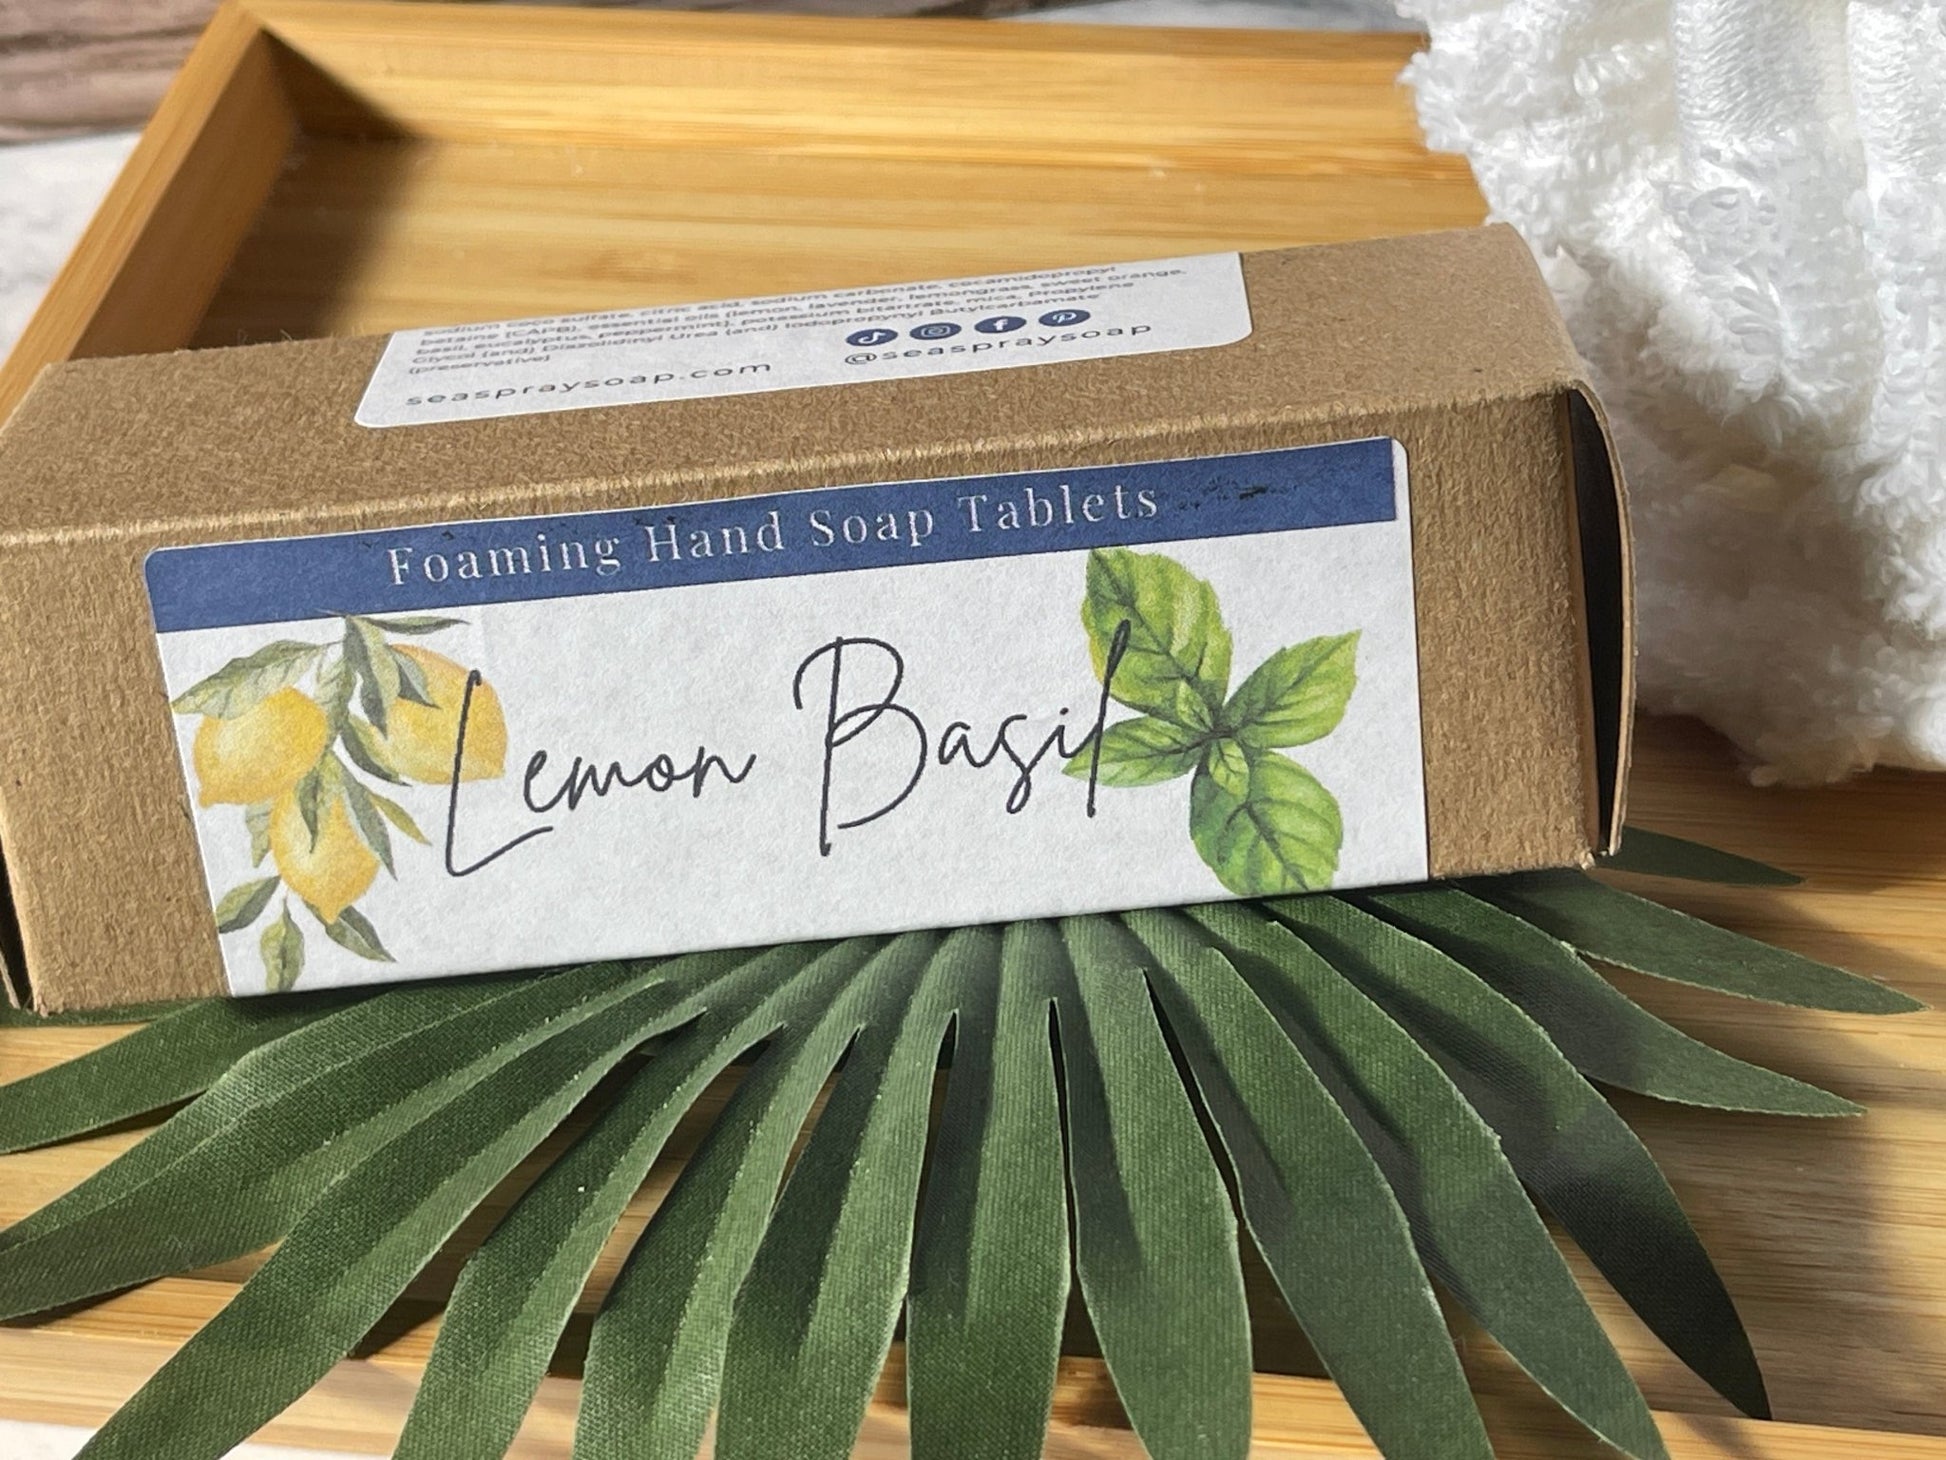 sodium coco sulfate, citric acid, sodium carbonate, cocamidopropyl
betaine (CAPB), essential oils (lemon, lavender, lemongrass, sweet orange,
basil, eucalyptus, peppermint), potassium bitartrate, mica, Propylene
Glycol (and) Diazolidinyl Urea (and) Iodopropynyl Butylcarbamate
(preservative)
seaspraysoap.com
@seaspraysoap
Foaming Hand Soap Tablets
Lemon Basil